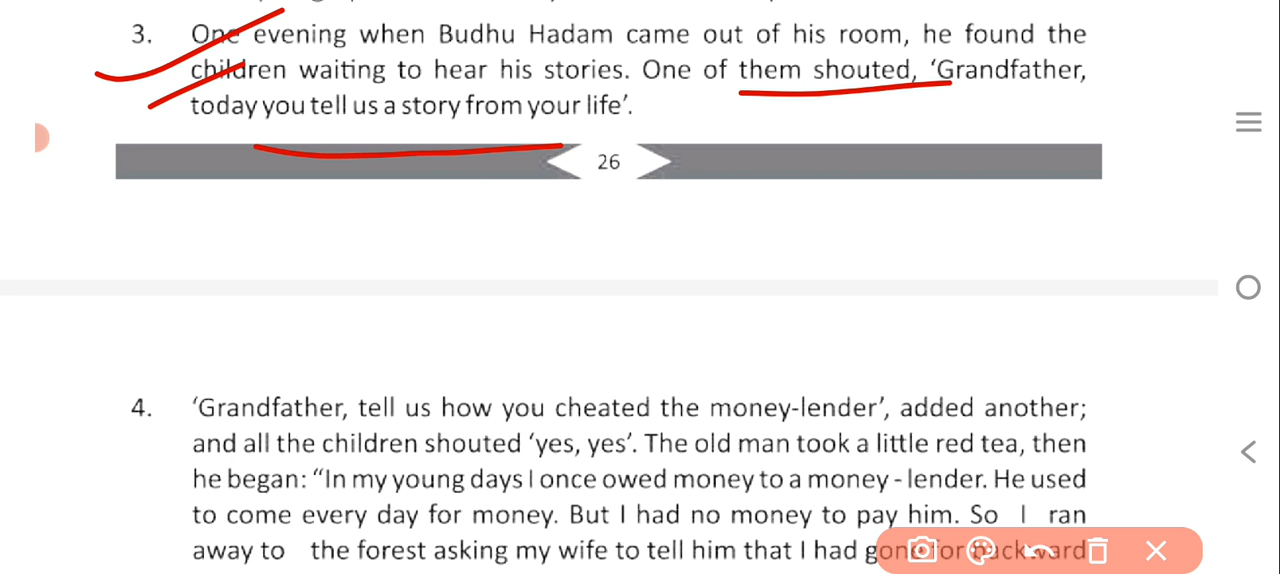 3. One evening when Budhu Hadam came out of his room, he found the
children waiting to hear his stories. One of them shouted, ‘Grandfather,
today you tell us a story from your life’.
26
4. ‘Grandfather, tell us how you cheated the money-lender’, added another;
and all the children shouted ‘yes, yes’. The old man took a little red tea, then
he began: “In my young days I once owed money to a money - lender. He used
to come every day for money. But I had no money to pay him. So I ran
away to the forest asking my wife to tell him that I had gone for